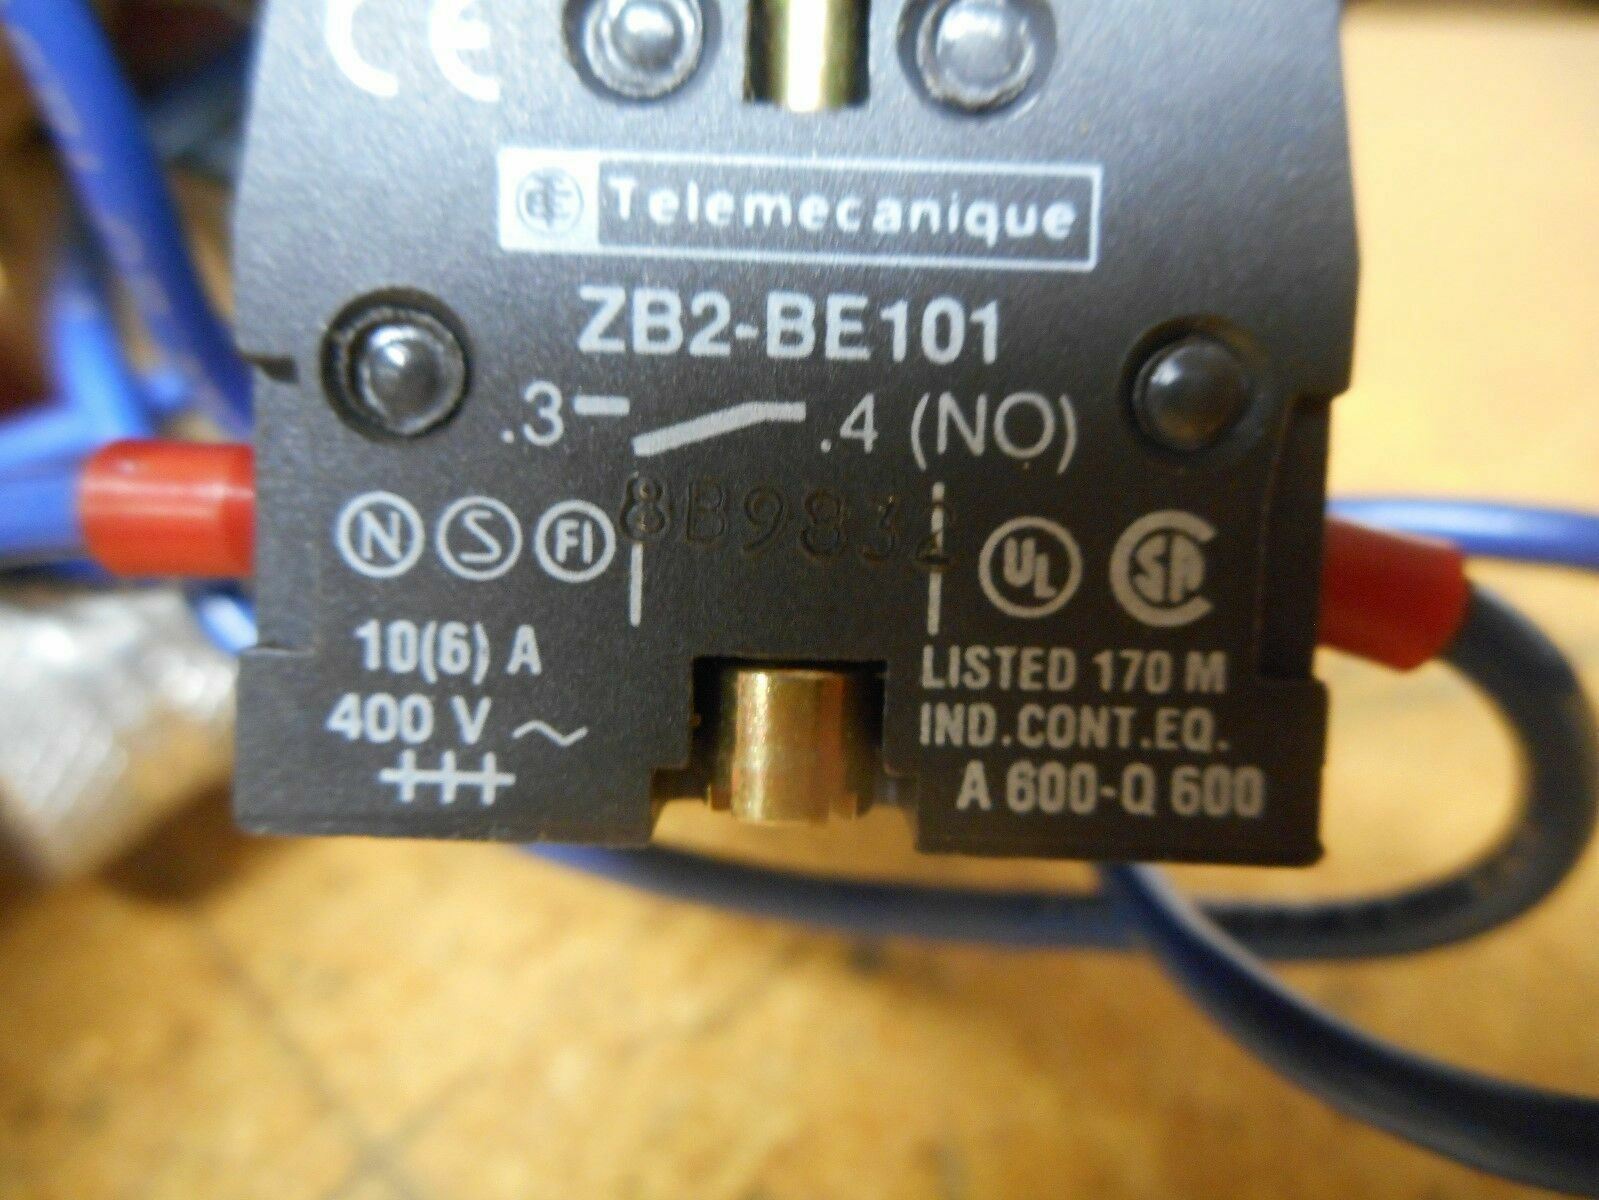 CE
Telemecanique
ZB2-BE101
.3 .4 (NO)
8B9832
N S FI
UL
10(6) A
LISTED 170 M
400 V ~
IND.CONT.EQ.
A 600-Q 600